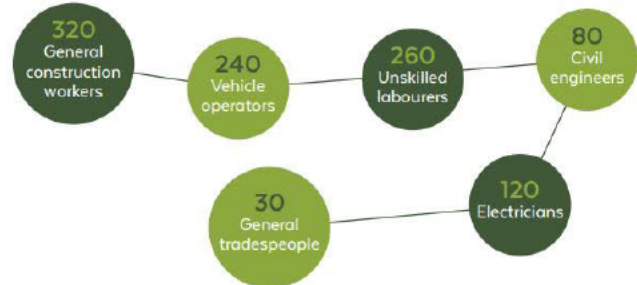 320
General
construction
workers
240
Vehicle
operators
260
Unskilled
labourers
80
Civil
engineers
120
Electricians
30
General
tradespeople